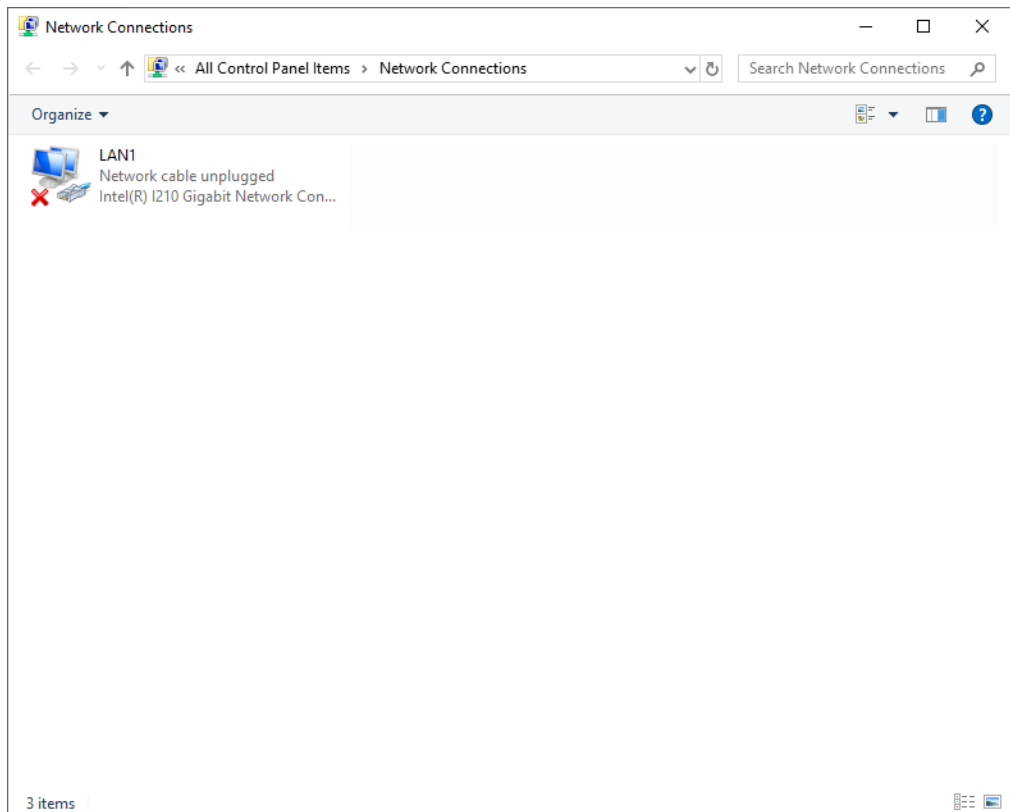 Network Connections
« All Control Panel Items › Network Connections
Search Network Connections
Organize
?
LAN1
Network cable unplugged
Intel(R) I210 Gigabit Network Con...
3 items